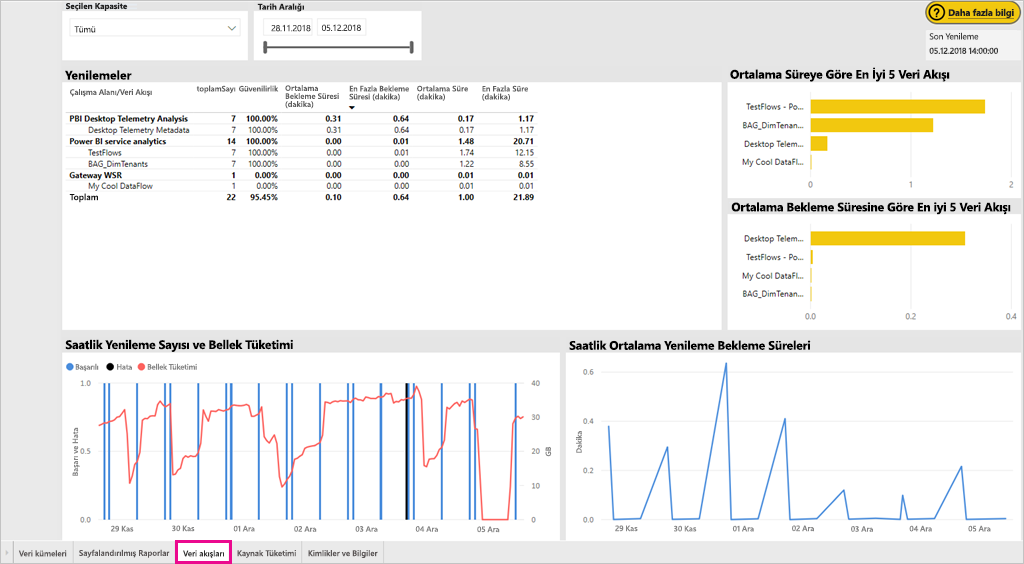 Seçilen Kapasite
Tümü
Tarih Aralığı
28.11.2018 05.12.2018
? Daha fazla bilgi
Son Yenileme
05.12.2018 14:00:00
Yenilemeler
Çalışma Alanı/Veri Akışı toplamSayı Güvenilirlik Ortalama Bekleme Süresi (dakika) En Fazla Bekleme Süresi (dakika) Ortalama Süre (dakika) En Fazla Süre (dakika)
PBI Desktop Telemetry Analysis 7 100.00% 0.31 0.64 0.17 1.17
Desktop Telemetry Metadata 7 100.00% 0.31 0.64 0.17 1.17
Power BI service analytics 14 100.00% 0.00 0.01 1.48 20.71
TestFlows 7 100.00% 0.00 0.01 1.74 12.15
BAG_DimTenants 7 100.00% 0.00 0.00 1.22 8.55
Gateway WSR 1 0.00% 0.00 0.00 0.01 0.01
My Cool DataFlow 1 0.00% 0.00 0.00 0.01 0.01
Toplam 22 95.45% 0.10 0.64 1.00 21.89
Ortalama Süreye Göre En İyi 5 Veri Akışı
TestFlows - Po...
BAG_DimTenan...
Desktop Telem...
My Cool DataFl...
0 1 2
Ortalama Bekleme Süresine Göre En iyi 5 Veri Akışı
Desktop Telem...
TestFlows - Po...
My Cool DataFl...
BAG_DimTenan...
0.0 0.2 0.4
Saatlik Yenileme Sayısı ve Bellek Tüketimi
Başarılı Hata Bellek Tüketimi
Başarı ve Hata
1.0
0.5
0.0
40
30
20
10
0
GB
29 Kas 30 Kas 01 Ara 02 Ara 03 Ara 04 Ara 05 Ara
Saatlik Ortalama Yenileme Bekleme Süreleri
Dakika
0.6
0.4
0.2
0.0
29 Kas 30 Kas 01 Ara 02 Ara 03 Ara 04 Ara 05 Ara
Veri kümeleri Sayfalandırılmış Raporlar Veri akışları Kaynak Tüketimi Kimlikler ve Bilgiler